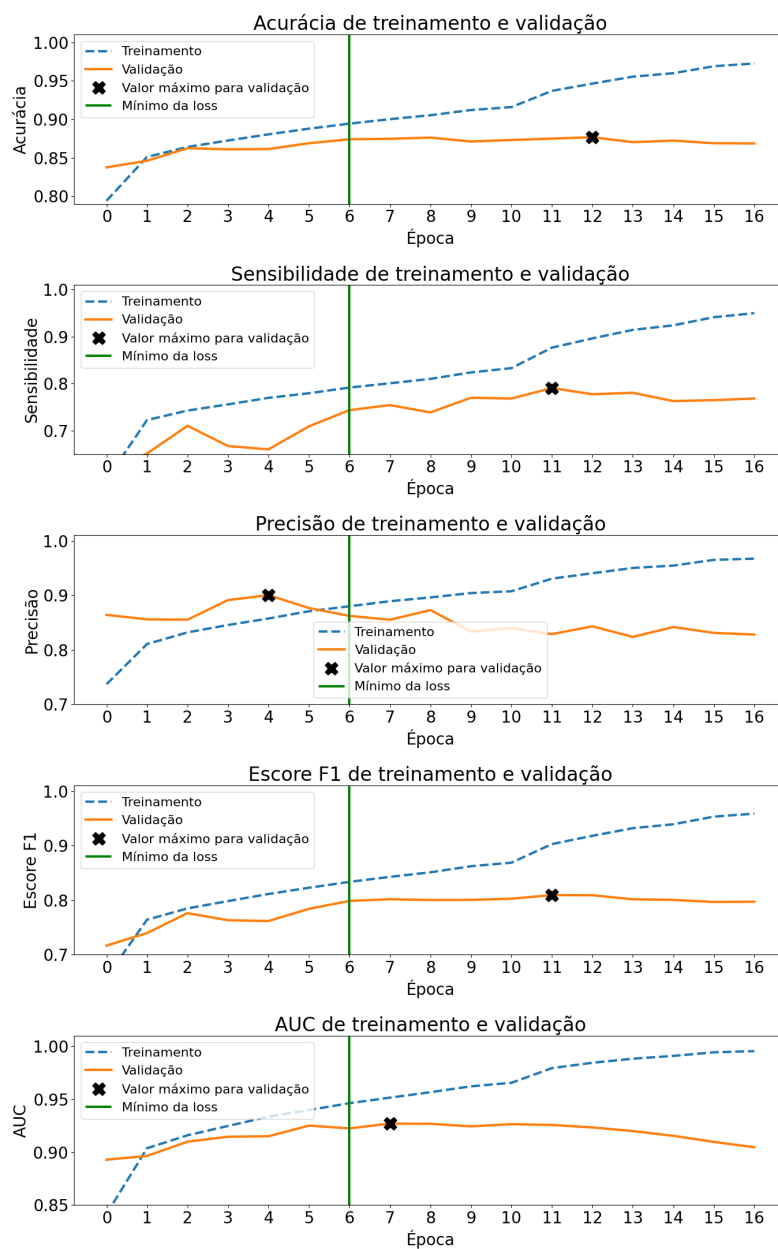 Acurácia de treinamento e validação
1.00
0.95
0.90
0.85
0.80
Acurácia
Treinamento
Validação
Valor máximo para validação
Mínimo da loss
0 1 2 3 4 5 6 7 8 9 10 11 12 13 14 15 16
Época
Sensibilidade de treinamento e validação
1.0
0.9
0.8
0.7
Sensibilidade
Treinamento
Validação
Valor máximo para validação
Mínimo da loss
0 1 2 3 4 5 6 7 8 9 10 11 12 13 14 15 16
Época
Precisão de treinamento e validação
1.0
0.9
0.8
0.7
Precisão
Treinamento
Validação
Valor máximo para validação
Mínimo da loss
0 1 2 3 4 5 6 7 8 9 10 11 12 13 14 15 16
Época
Escore F1 de treinamento e validação
1.0
0.9
0.8
0.7
Escore F1
Treinamento
Validação
Valor máximo para validação
Mínimo da loss
0 1 2 3 4 5 6 7 8 9 10 11 12 13 14 15 16
Época
AUC de treinamento e validação
1.00
0.95
0.90
0.85
AUC
Treinamento
Validação
Valor máximo para validação
Mínimo da loss
0 1 2 3 4 5 6 7 8 9 10 11 12 13 14 15 16
Época